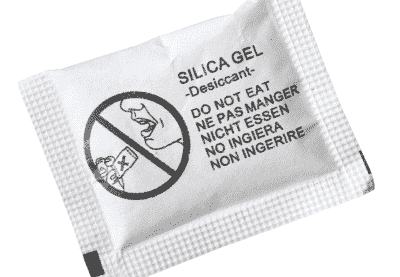 SILICA GEL
-Desiccant-
DO NOT EAT
NE PAS MANGER
NICHT ESSEN
NO INGIERA
NON INGERIRE